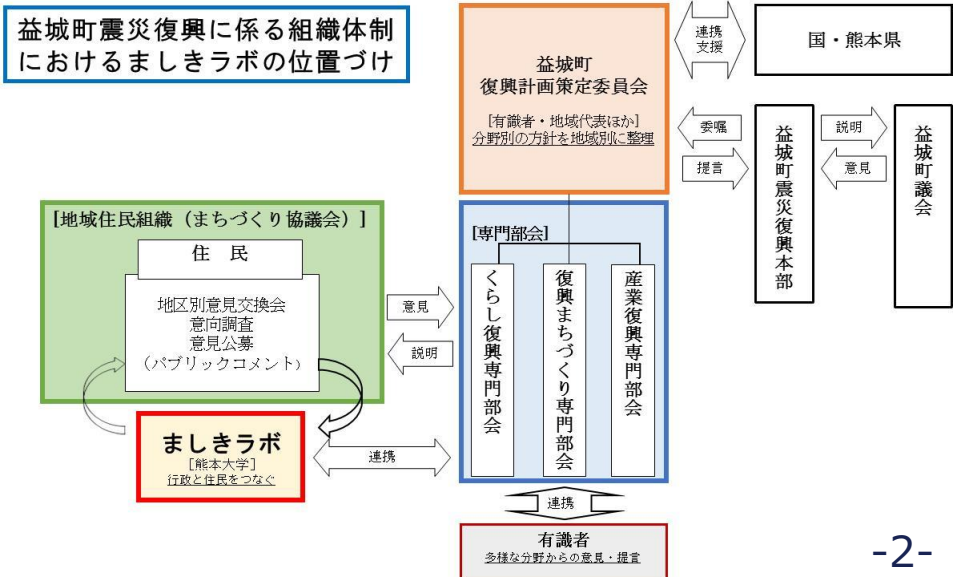 益城町震災復興に係る組織体制
におけるましきラボの位置づけ
益城町
復興計画策定委員会
[有識者・地域代表ほか]
分野別の方針を地域別に整理
連携
支援
国・熊本県
委嘱
提言
益城町震災復興本部
説明
意見
益城町議会
[地域住民組織（まちづくり協議会）]
住　民
地区別意見交換会
意向調査
意見公募
（パブリックコメント）
意見
説明
[専門部会]
くらし復興専門部会
復興まちづくり専門部会
産業復興専門部会
ましきラボ
[熊本大学]
行政と住民をつなぐ
連携
連携
有識者
多様な分野からの意見・提言
-2-